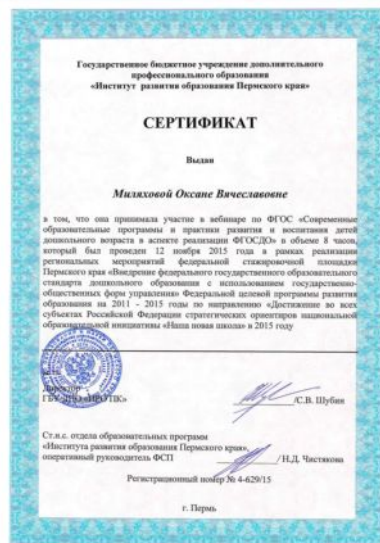 Государственное бюджетное учреждение дополнительного
профессионального образования
«Институт развития образования Пермского края»
СЕРТИФИКАТ
Выдан
Миляховой Оксане Вячеславовне
в том, что она принимала участие в вебинаре по ФГОС «Современные
образовательные программы и практики развития и воспитания детей
дошкольного возраста в аспекте реализации ФГОСДО» в объеме 8 часов,
который был проведен 12 ноября 2015 года в рамках реализации
региональных мероприятий федеральной стажировочной площадки
Пермского края «Внедрение федерального государственного образовательного
стандарта дошкольного образования с использованием государственно-
общественных форм управления» Федеральной целевой программы развития
образования на 2011 - 2015 годы по направлению «Достижение во всех
субъектах Российской Федерации стратегических ориентиров национальной
образовательной инициативы «Наша новая школа» в 2015 году
Директор
ГБУ ДПО «ИРО ПК»
/С.В. Шубин
Ст.н.с. отдела образовательных программ
«Института развития образования Пермского края»,
оперативный руководитель ФСП
/ Н.Д. Чистякова
Регистрационный номер № 4-629/15
г. Пермь